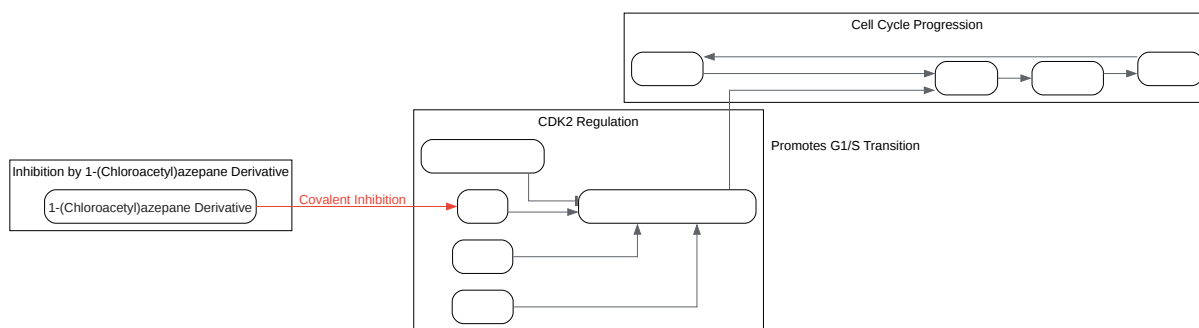 Cell Cycle Progression
CDK2 Regulation
Promotes G1/S Transition
Inhibition by 1-(Chloroacetyl)azepane Derivative
1-(Chloroacetyl)azepane Derivative
Covalent Inhibition